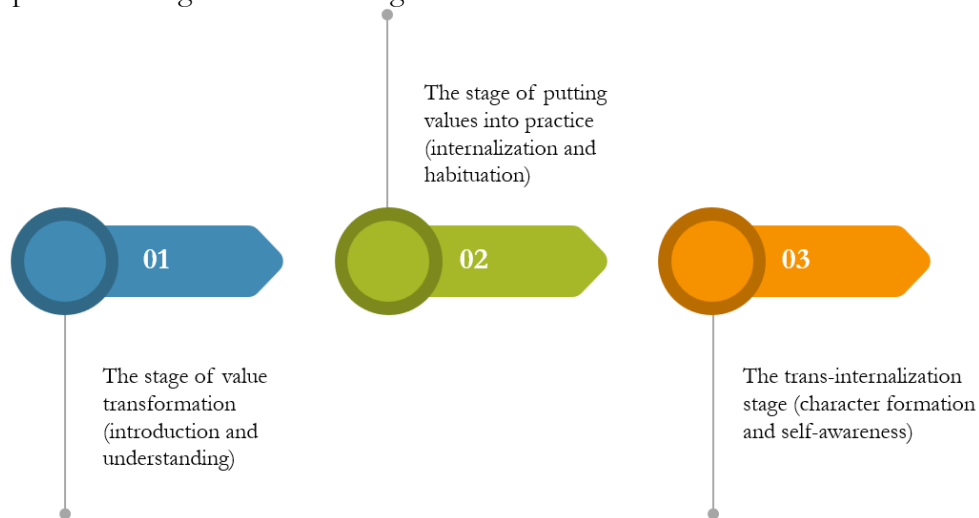 01
The stage of value
transformation
(introduction and
understanding)
The stage of putting
values into practice
(internalization and
habituation)
02
03
The trans-internalization
stage (character formation
and self-awareness)